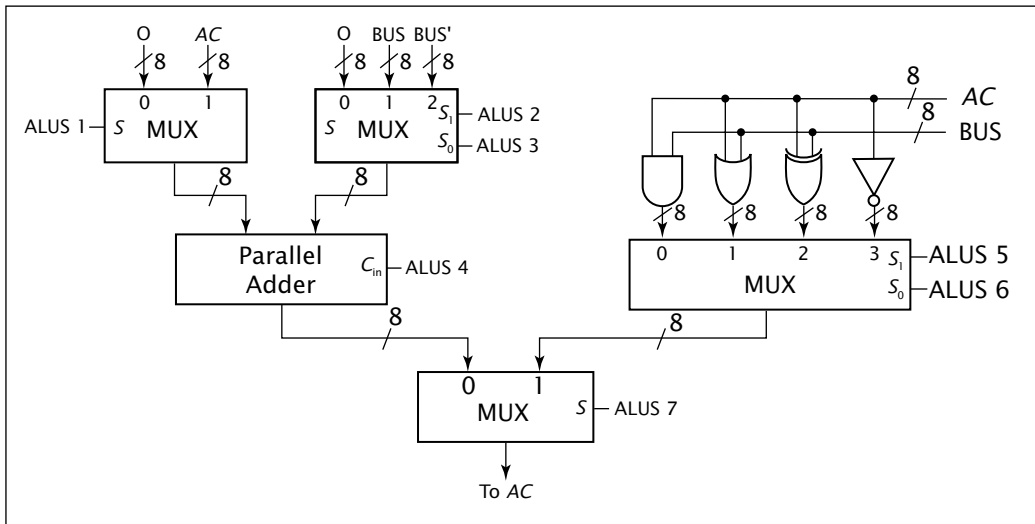 O AC O BUS BUS'
8 8 8 8 8
0 1 0 1 2
ALUS 1 S MUX S MUX S1 ALUS 2
S0 ALUS 3
8 8
Parallel
Adder
Cin ALUS 4
8
8 AC
8 BUS
8 8 8 8
0 1 2 3
S1 ALUS 5
MUX
S0 ALUS 6
8
0 1
MUX S ALUS 7
To AC